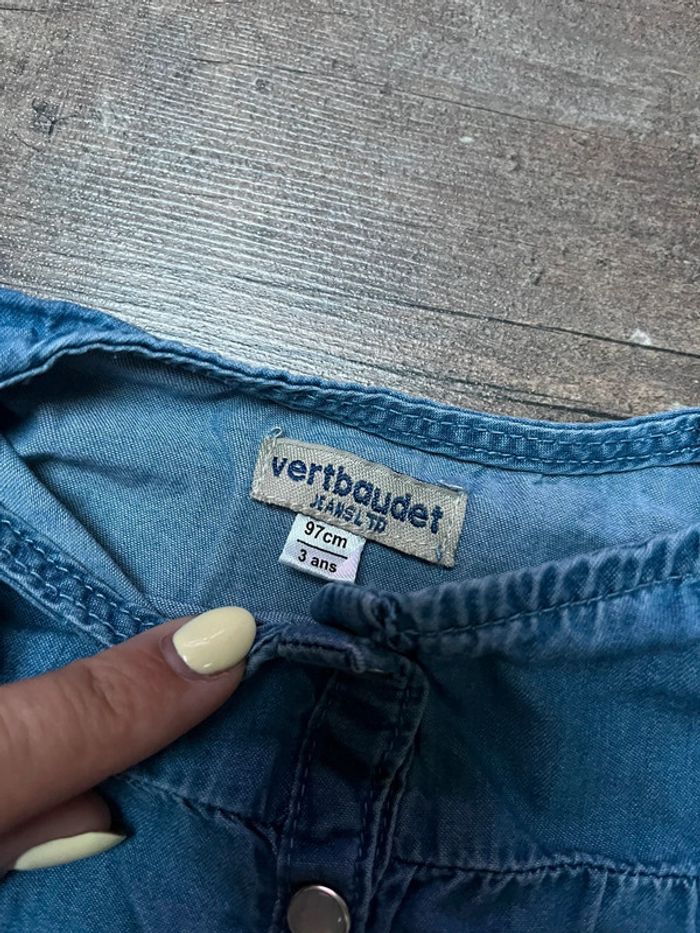 vertbaudet
JEANS LTD
97cm
3 ans